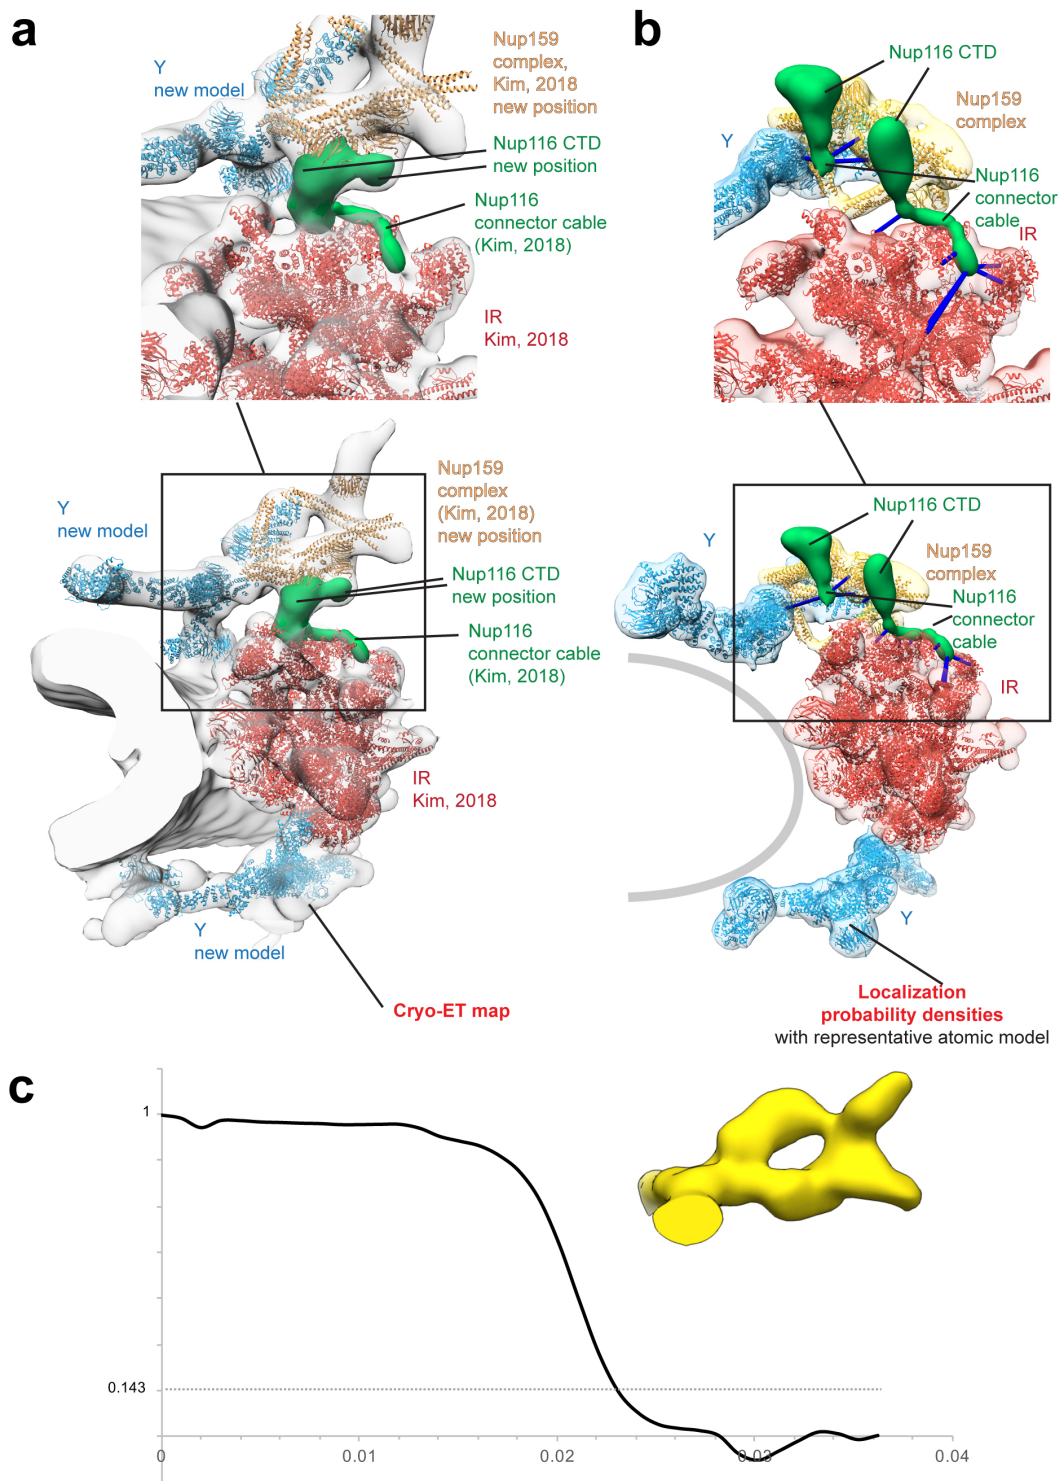 a
Y
new model
Nup159
complex,
Kim, 2018
new position
Nup116 CTD
new position
Nup116
connector cable
(Kim, 2018)
IR
Kim, 2018
Y
new model
Nup159
complex
(Kim, 2018)
new position
Nup116 CTD
new position
Nup116
connector cable
(Kim, 2018)
IR
Kim, 2018
Y
new model
Cryo-ET map
b
Nup116 CTD
Nup159
complex
Y
Nup116
connector
cable
IR
Nup116 CTD
Y
Nup159
complex
Nup116
connector
cable
IR
Y
Localization
probability densities
with representative atomic model
c
1
0.143
0
0.01
0.02
0.03
0.04